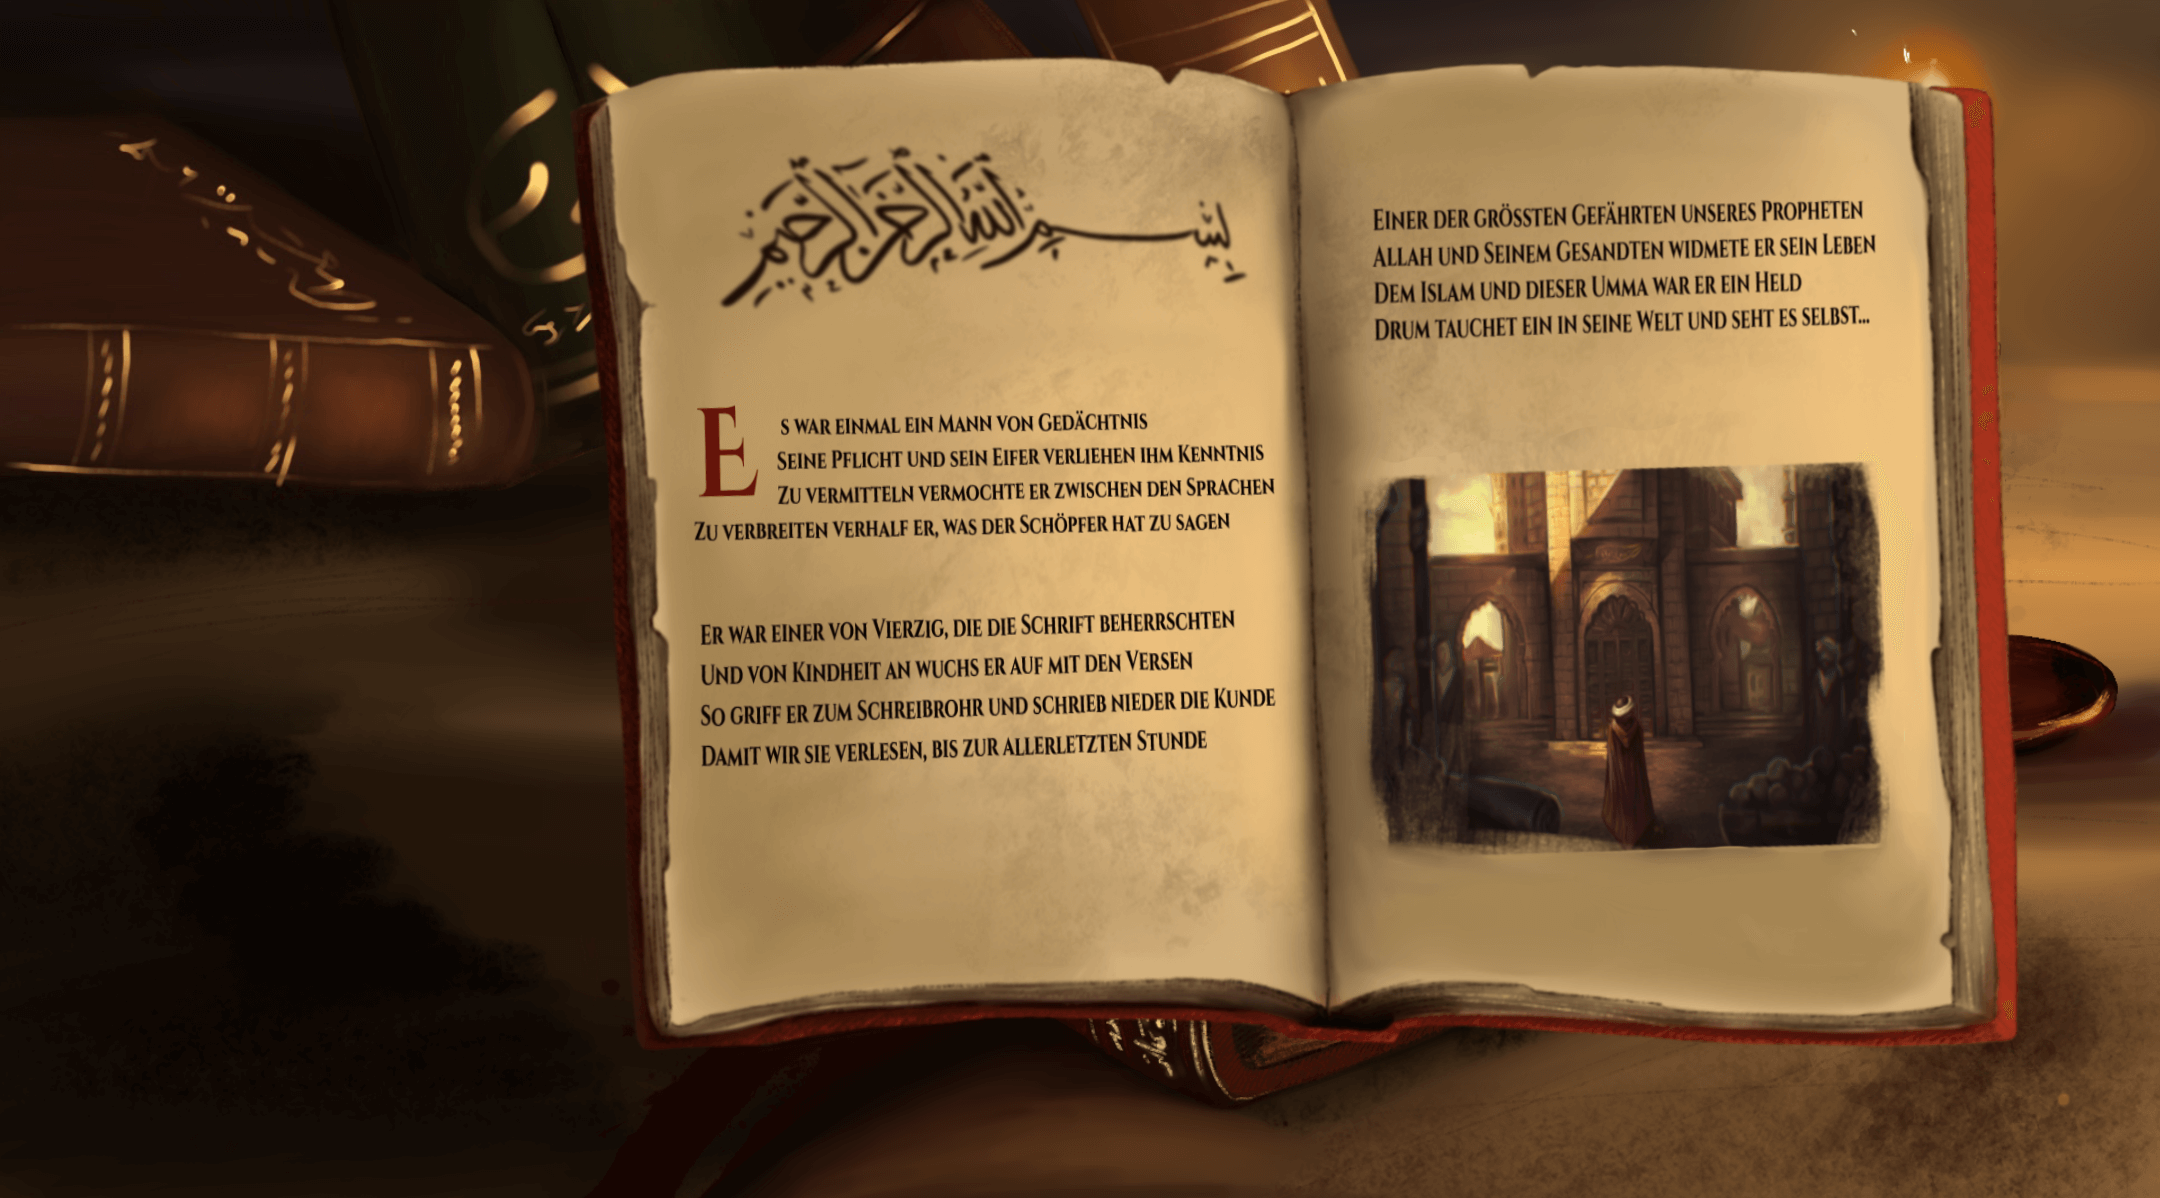 بِسْمِ اللَّهِ الرَّحْمَٰنِ الرَّحِيمِ
Es war einmal ein Mann von Gedächtnis
Seine Pflicht und sein Eifer verliehen ihm Kenntnis
Zu vermitteln vermochte er zwischen den Sprachen
Zu verbreiten verhalf er, was der Schöpfer hat zu sagen
Er war einer von Vierzig, die die Schrift beherrschten
Und von Kindheit an wuchs er auf mit den Versen
So griff er zum Schreibrohr und schrieb nieder die Kunde
Damit wir sie verlesen, bis zur allerletzten Stunde
Einer der grössten Gefährten unseres Propheten
Allah und Seinem Gesandten widmete er sein Leben
Dem Islam und dieser Umma war er ein Held
Drum tauchet ein in seine Welt und seht es selbst...